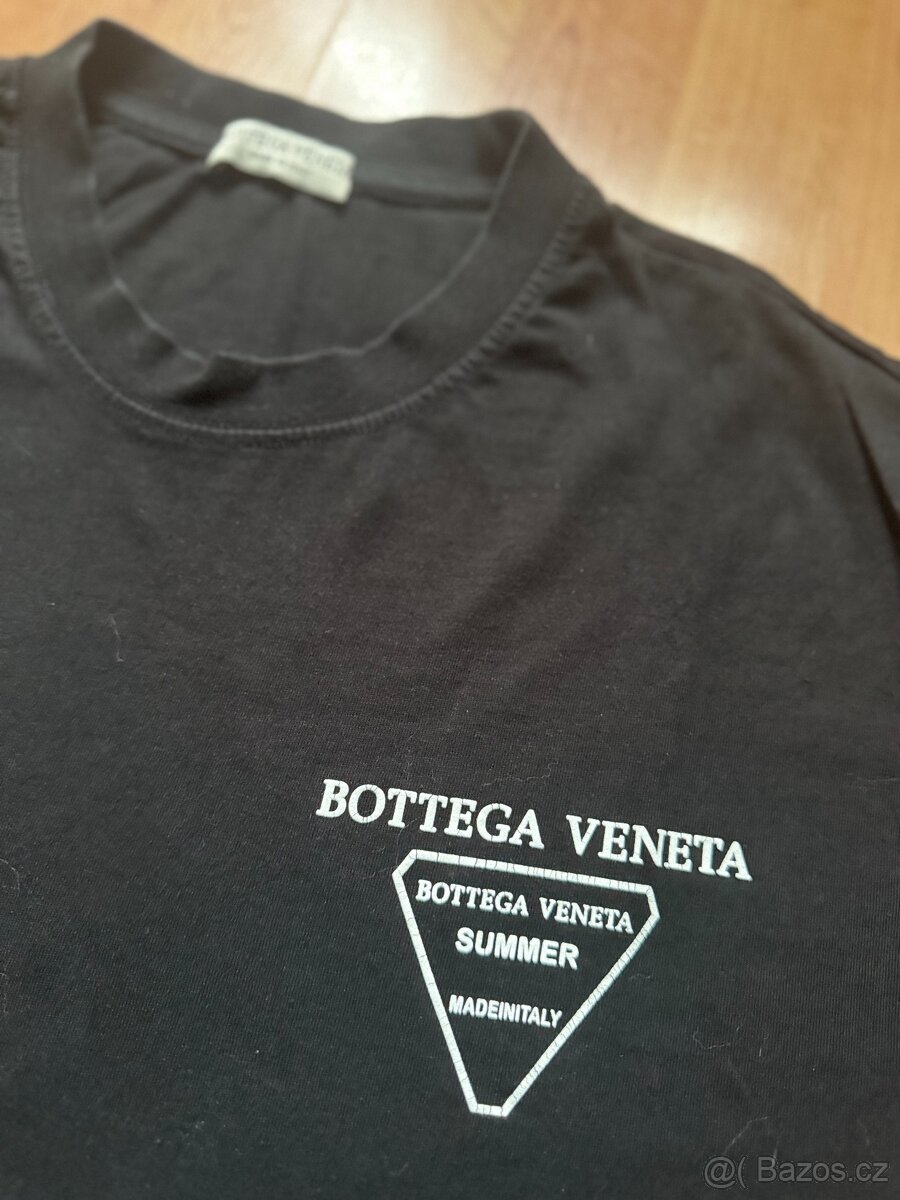 BOTTEGA VENETA
BOTTEGA VENETA
SUMMER
MADEINITALY
@( Bazos.cz